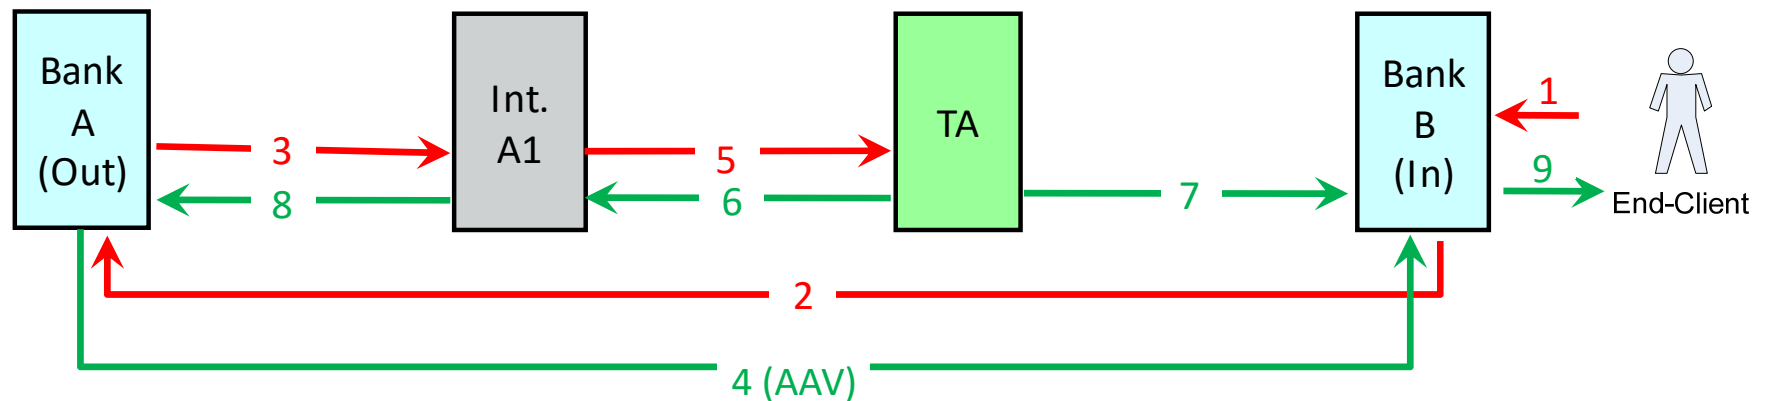 Bank
A
(Out)
Int.
A1
TA
Bank
B
(In)
1
9
End-Client
3
8
5
6
7
2
4 (AAV)